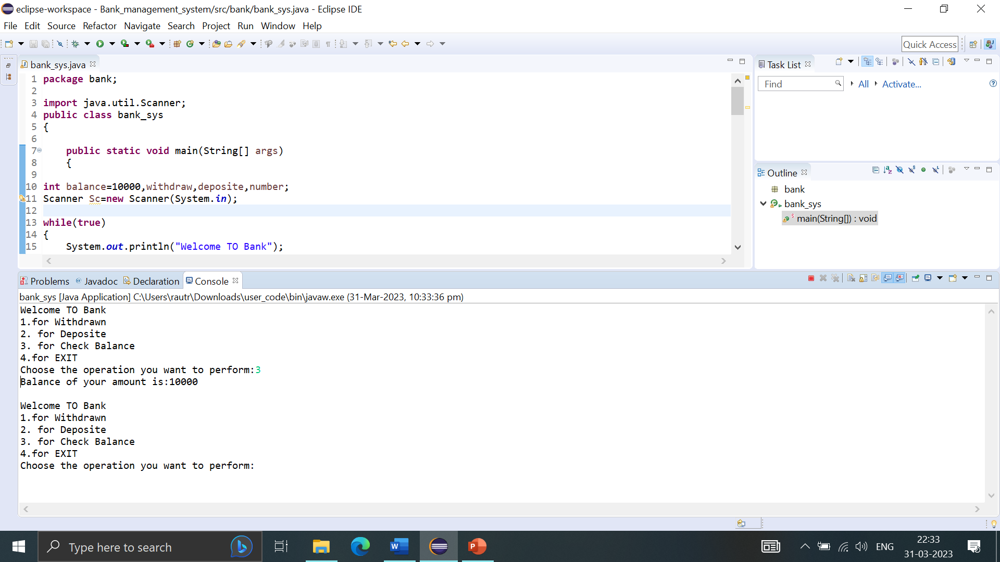 eclipse-workspace - Bank_management_system/src/bank/bank_sys.java - Eclipse IDE
File Edit Source Refactor Navigate Search Project Run Window Help
Quick Access
bank_sys.java
1 package bank;
2
3 import java.util.Scanner;
4 public class bank_sys
5 {
6
7 public static void main(String[] args)
8 {
9
10 int balance=10000,withdraw,deposite,number;
11 Scanner Sc=new Scanner(System.in);
12
13 while(true)
14 {
15 System.out.println("Welcome TO Bank");
Task List
Find All Activate...
Outline
bank
bank_sys
main(String[]) : void
Problems Javadoc Declaration Console
bank_sys [Java Application] C:\Users\rautr\Downloads\user_code\bin\javaw.exe (31-Mar-2023, 10:33:36 pm)
Welcome TO Bank
1.for Withdrawn
2. for Deposite
3. for Check Balance
4.for EXIT
Choose the operation you want to perform:3
Balance of your amount is:10000
Welcome TO Bank
1.for Withdrawn
2. for Deposite
3. for Check Balance
4.for EXIT
Choose the operation you want to perform:
Type here to search
ENG
22:33
31-03-2023